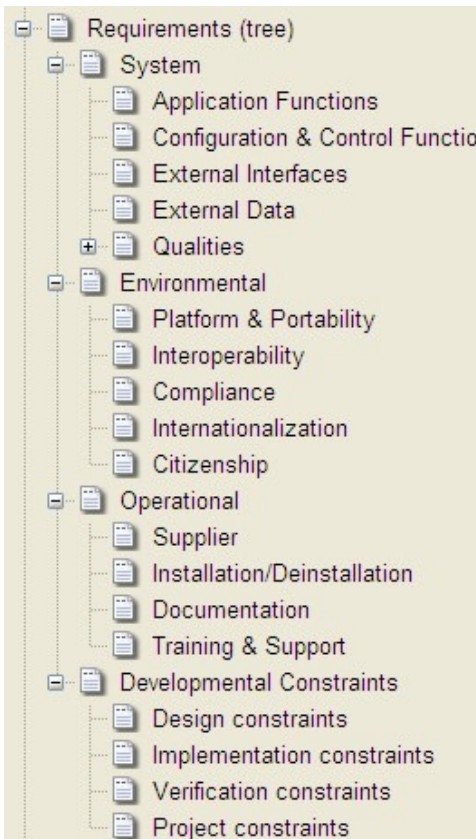 Requirements (tree)
System
Application Functions
Configuration & Control Functio
External Interfaces
External Data
Qualities
Environmental
Platform & Portability
Interoperability
Compliance
Internationalization
Citizenship
Operational
Supplier
Installation/Deinstallation
Documentation
Training & Support
Developmental Constraints
Design constraints
Implementation constraints
Verification constraints
Project constraints